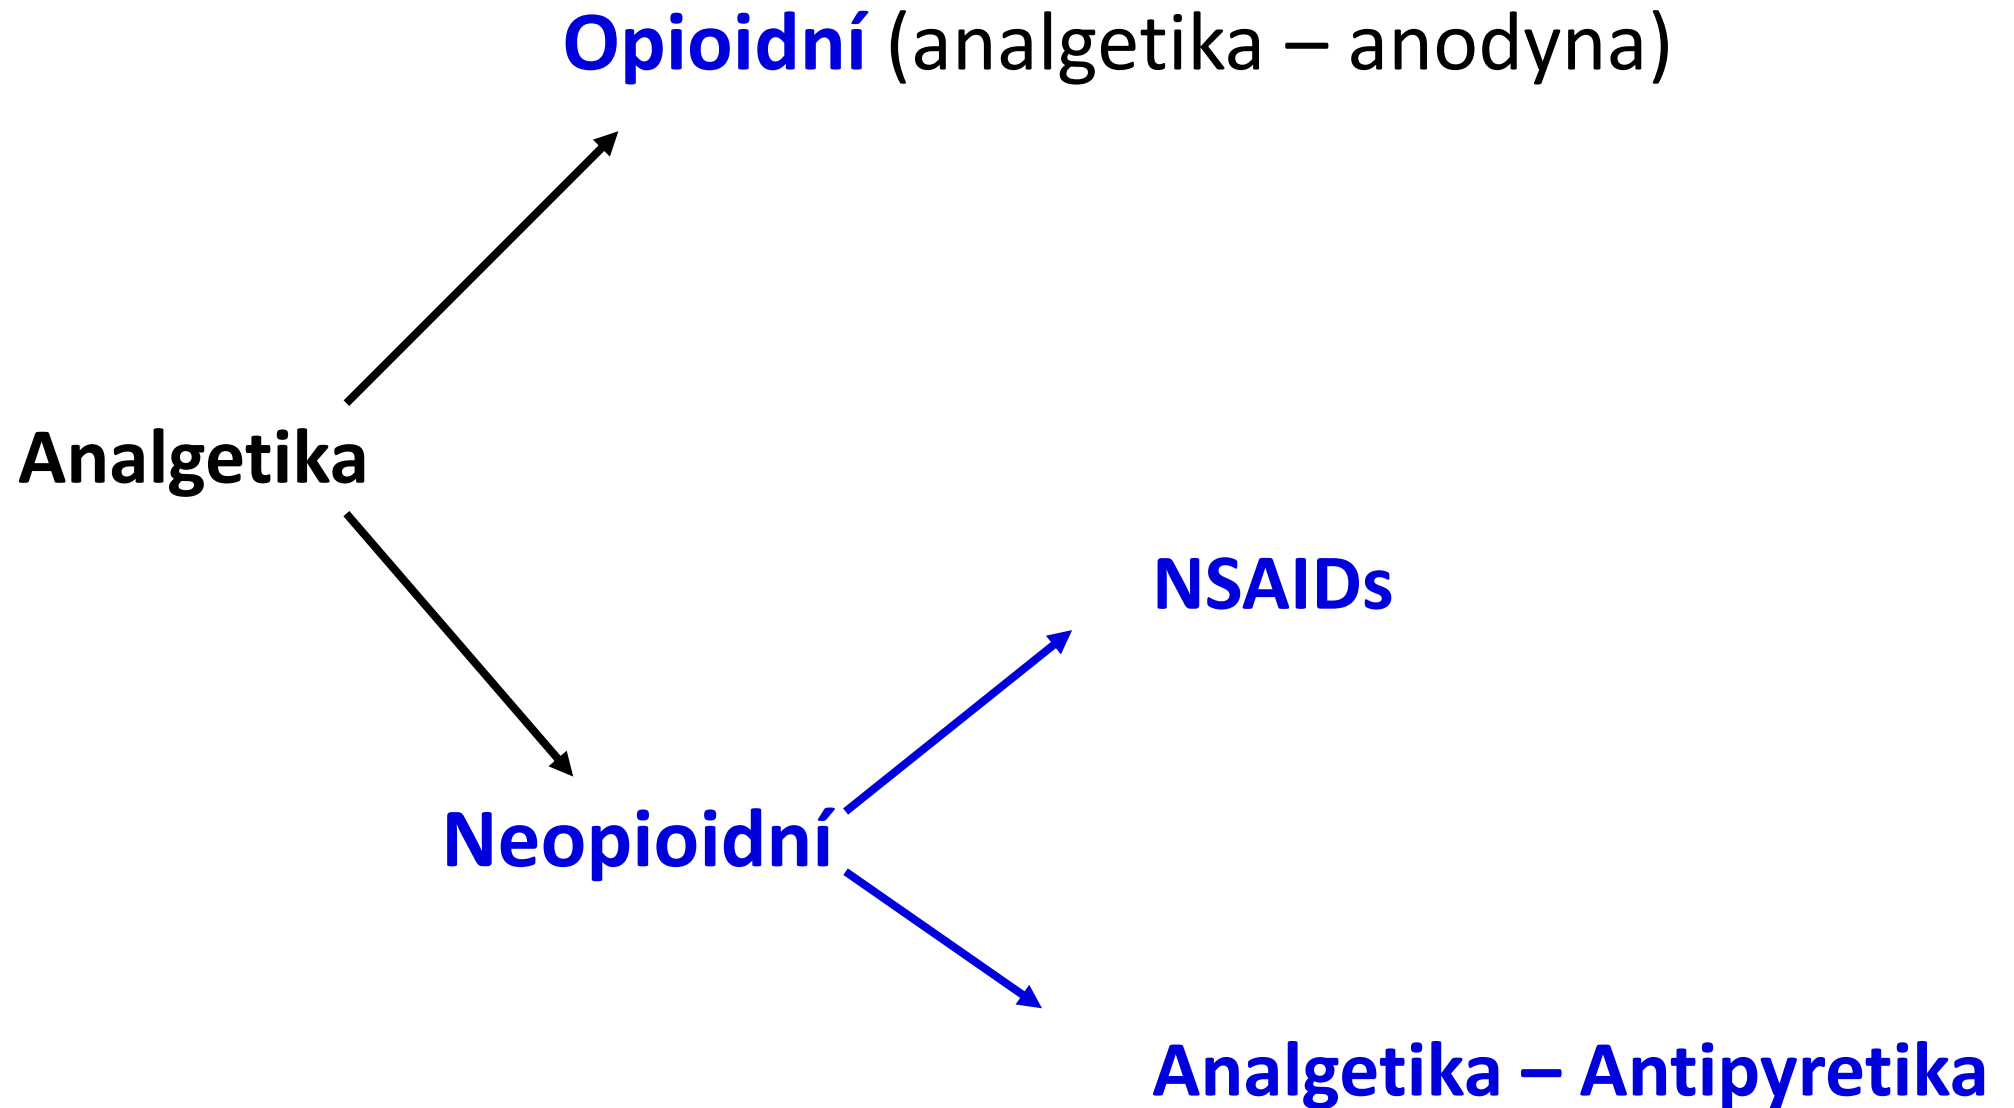 Opioidní (analgetika – anodyna)
Analgetika
NSAIDs
Neopioidní
Analgetika – Antipyretika